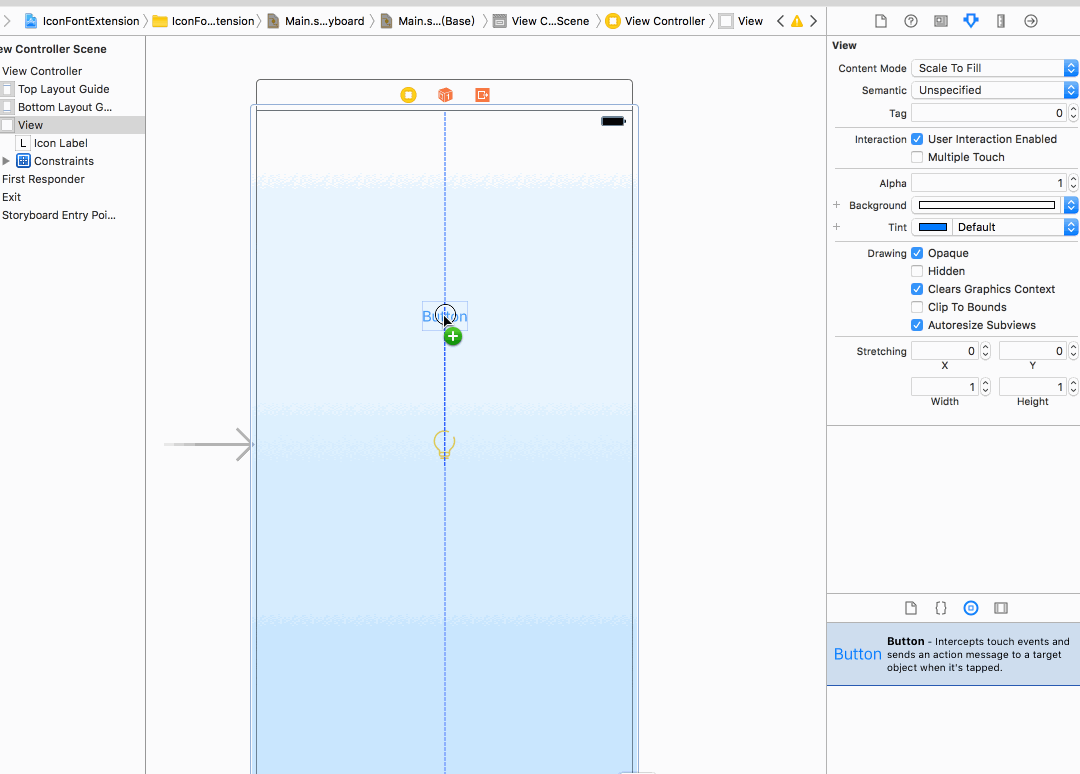 IconFontExtension IconFo...tension Main.s...yboard Main.s...(Base) View C...Scene View Controller View
ew Controller Scene
View Controller
Top Layout Guide
Bottom Layout G...
View
L Icon Label
Constraints
First Responder
Exit
Storyboard Entry Poi...
Button
View
Content Mode Scale To Fill
Semantic Unspecified
Tag 0
Interaction User Interaction Enabled
Multiple Touch
Alpha 1
+ Background
+ Tint Default
Drawing Opaque
Hidden
Clears Graphics Context
Clip To Bounds
Autoresize Subviews
Stretching 0 0
X Y
1 1
Width Height
Button
Button - Intercepts touch events and
sends an action message to a target
object when it's tapped.